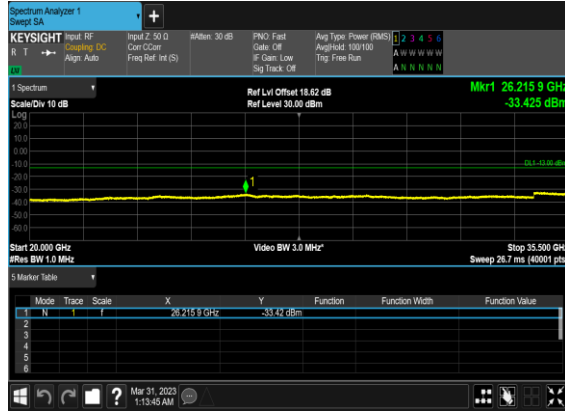 Spectrum Analyzer 1
Swept SA
+
KEYSIGHT Input: RF Input Z: 50 Ω #Atten: 30 dB PNO: Fast Avg Type: Power (RMS) 1 2 3 4 5 6
R T Coupling: DC Corr CCorr Gate: Off Avg|Hold: 100/100 A W W W W W
Align: Auto Freq Ref: Int (S) IF Gain: Low Trig: Free Run
Sig Track: Off A N N N N N
1 Spectrum Ref Lvl Offset 18.62 dB Mkr1 26.215 9 GHz
Scale/Div 10 dB Ref Level 30.00 dBm -33.425 dBm
Log
20.0
10.0
0.00
-10.0 DL1 -13.00 dBm
-20.0
1
-30.0
-40.0
-50.0
-60.0
Start 20.000 GHz Video BW 3.0 MHz* Stop 35.500 GH
#Res BW 1.0 MHz Sweep 26.7 ms (40001 pts
5 Marker Table
Mode Trace Scale X Y Function Function Width Function Value
1 N 1 f 26.215 9 GHz -33.42 dBm
2
3
4
5
6
? Mar 31, 2023
1:13:45 AM